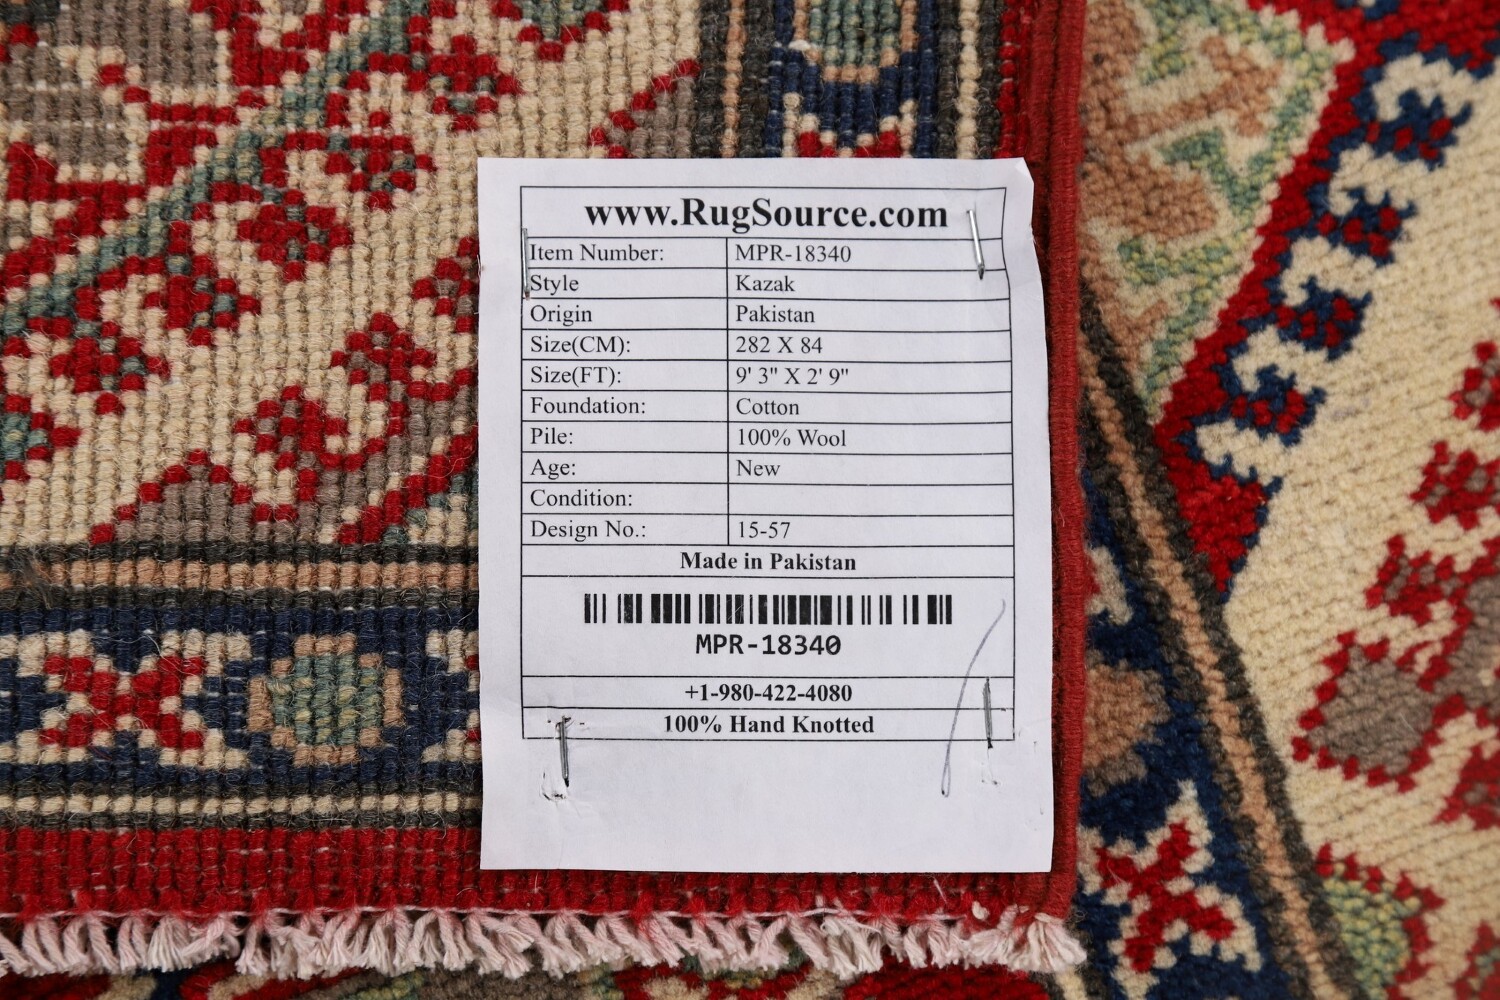 www.RugSource.com
Item Number: MPR-18340
Style Kazak
Origin Pakistan
Size(CM): 282 X 84
Size(FT): 9' 3" X 2' 9"
Foundation: Cotton
Pile: 100% Wool
Age: New
Condition:
Design No.: 15-57
Made in Pakistan
MPR-18340
+1-980-422-4080
100% Hand Knotted